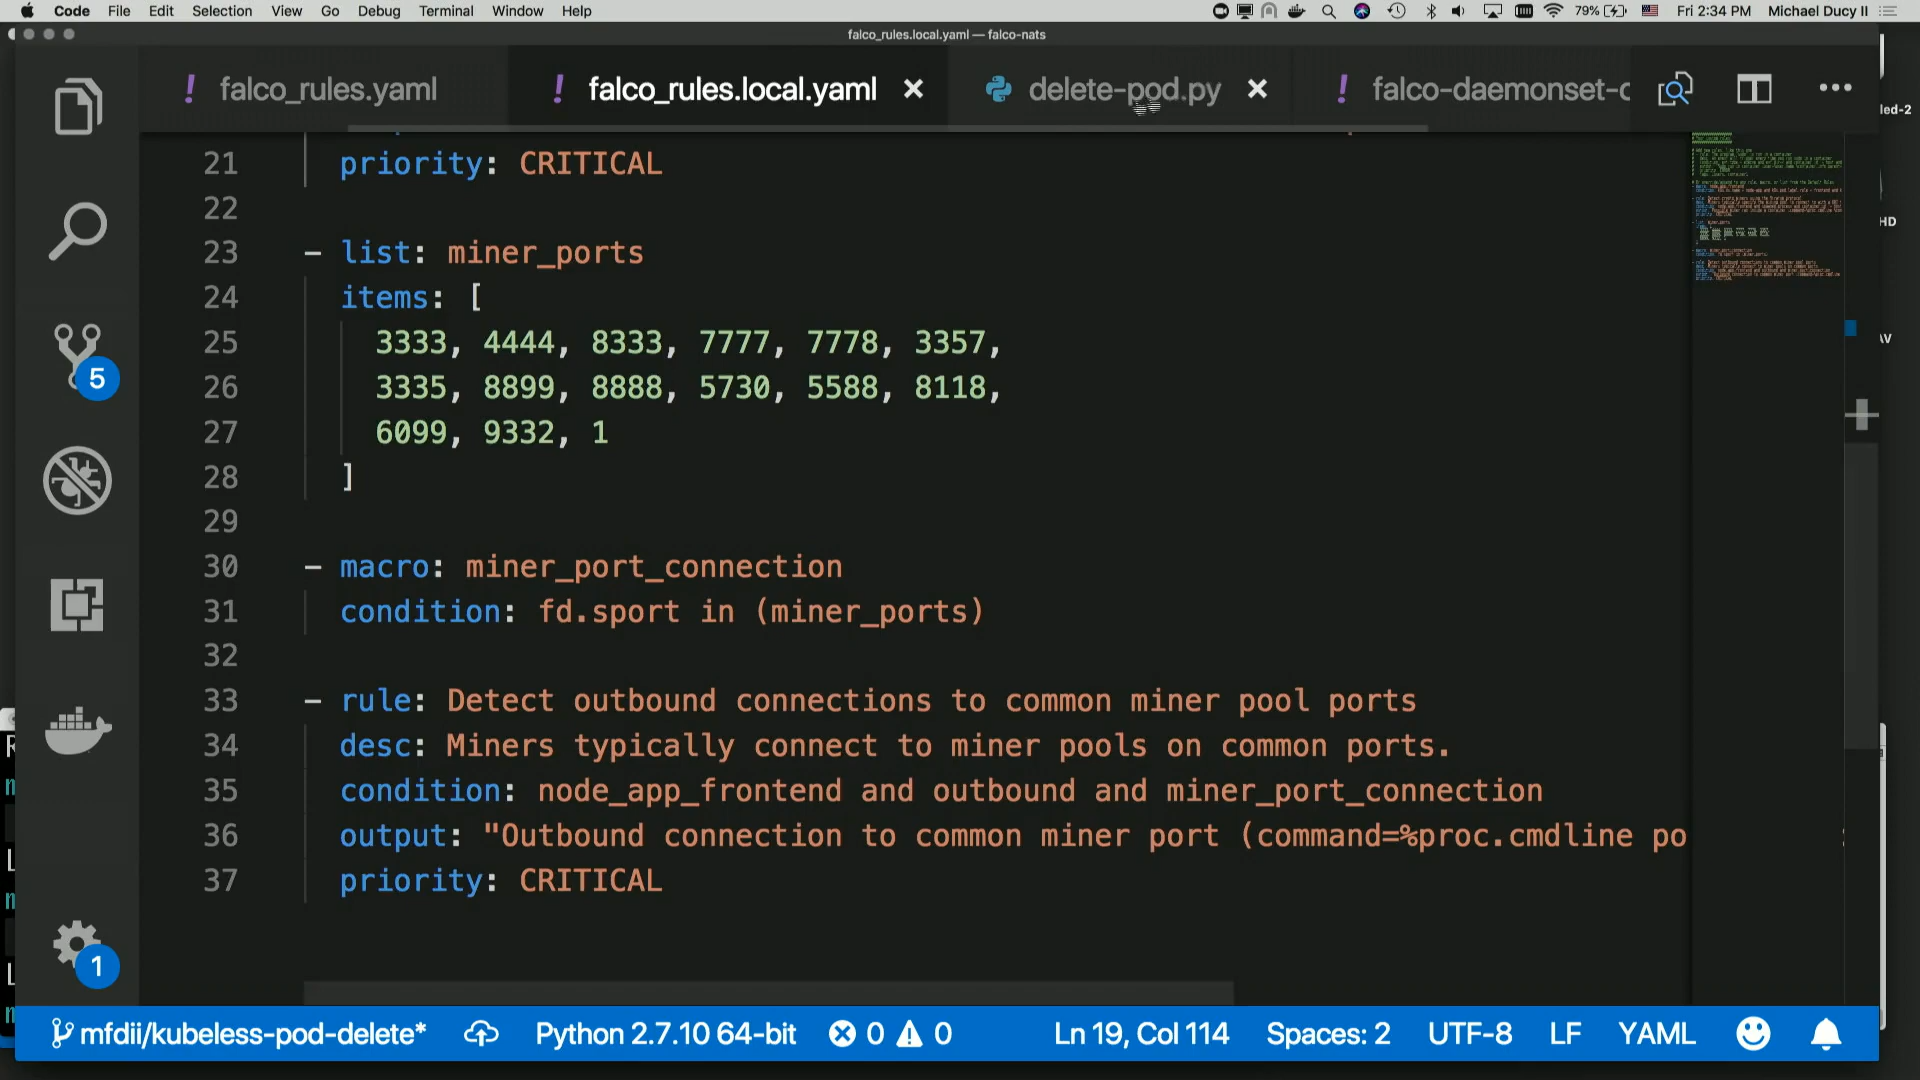 Code File Edit Selection View Go Debug Terminal Window Help 79% Fri 2:34 PM Michael Ducy II
falco_rules.local.yaml — falco-nats
! falco_rules.yaml ! falco_rules.local.yaml × delete-pod.py × ! falco-daemonset-c
led-2
HD
21 priority: CRITICAL
22
23 - list: miner_ports
24 items: [
25 3333, 4444, 8333, 7777, 7778, 3357,
26 3335, 8899, 8888, 5730, 5588, 8118,
27 6099, 9332, 1
28 ]
29
30 - macro: miner_port_connection
31 condition: fd.sport in (miner_ports)
32
33 - rule: Detect outbound connections to common miner pool ports
34 desc: Miners typically connect to miner pools on common ports.
35 condition: node_app_frontend and outbound and miner_port_connection
36 output: "Outbound connection to common miner port (command=%proc.cmdline po
37 priority: CRITICAL
5
1
mfdii/kubeless-pod-delete* Python 2.7.10 64-bit 0 0 Ln 19, Col 114 Spaces: 2 UTF-8 LF YAML